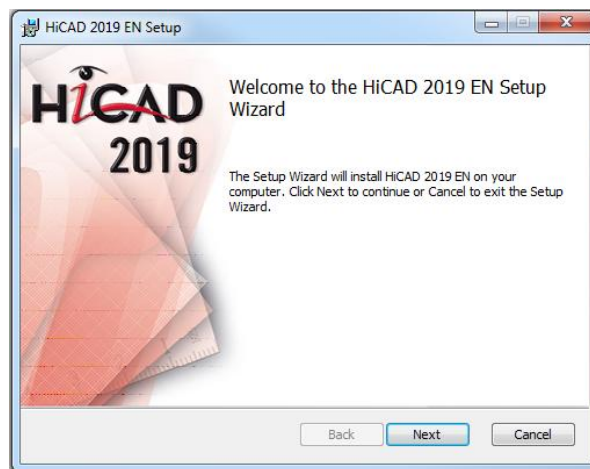 HiCAD 2019 EN Setup
HiCAD
2019
Welcome to the HiCAD 2019 EN Setup
Wizard
The Setup Wizard will install HiCAD 2019 EN on your
computer. Click Next to continue or Cancel to exit the Setup
Wizard.
Back
Next
Cancel